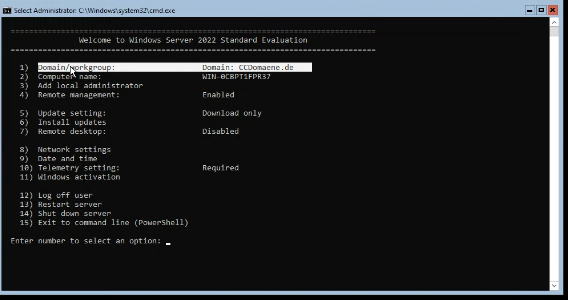 Select Administrator: C:\Windows\system32\cmd.exe
================================================================================
Welcome to Windows Server 2022 Standard Evaluation
================================================================================
1) Domain/workgroup: Domain: CCDomaene.de
2) Computer name: WIN-0CBPT1FPR37
3) Add local administrator
4) Remote management: Enabled
5) Update setting: Download only
6) Install updates
7) Remote desktop: Disabled
8) Network settings
9) Date and time
10) Telemetry setting: Required
11) Windows activation
12) Log off user
13) Restart server
14) Shut down server
15) Exit to command line (PowerShell)
Enter number to select an option: _